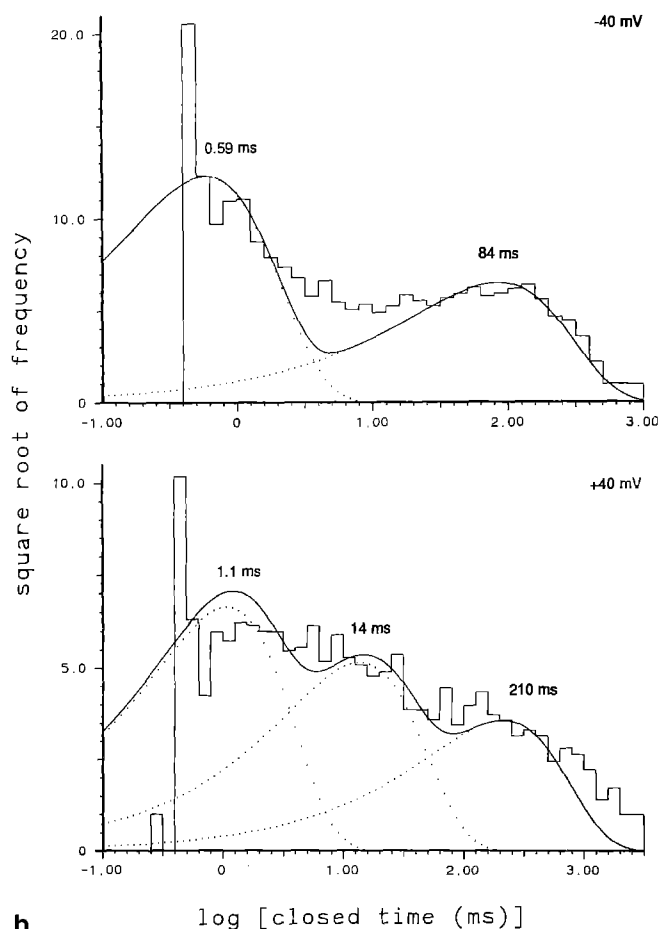 -40 mV
20.0
0.59 ms
10.0
84 ms
0
-1.00 0 1.00 2.00 3.00
square root of frequency
+40 mV
10.0
1.1 ms
14 ms
5.0
210 ms
0
-1.00 0 1.00 2.00 3.00
log [closed time (ms)]